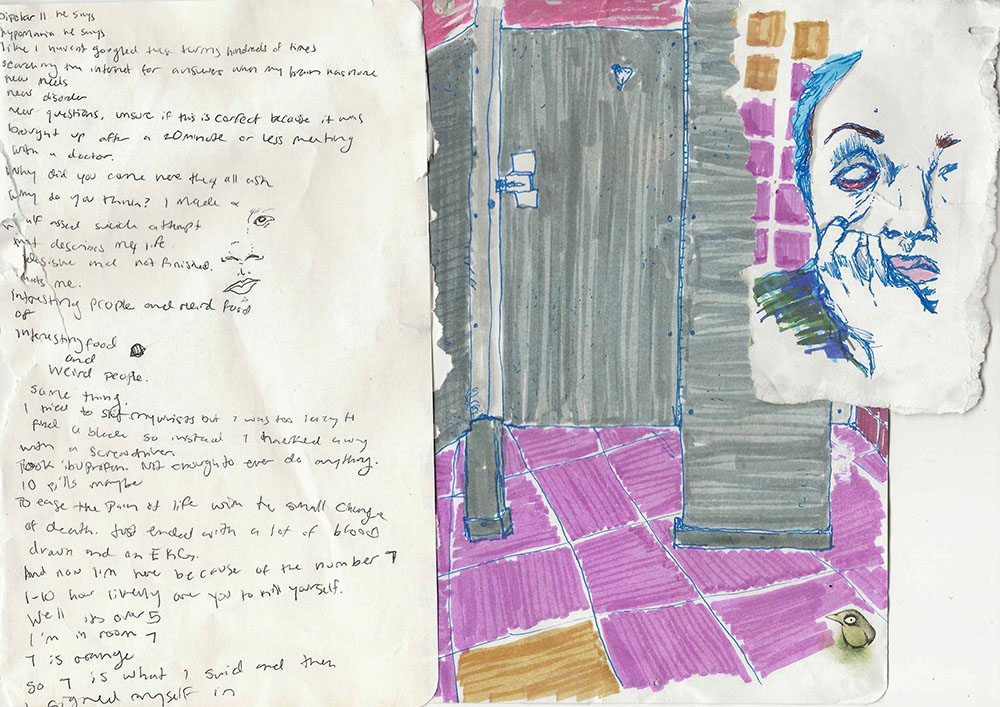 Bipolar II he says
hypomania he says
like I havent googled these terms hundreds of times
searching the internet for answers when my brain has none
new meds
new disorder
new questions, unsure if this is correct because it was
brought up after a 20 minute or less meeting
with a doctor.
Why did you come here they all ask
Why do you think? I made a
half assed suicide attempt
that describes my life.
and not finished.
thats me.
Interesting people and weird food
or
Interesting food
and
Weird people.
same thing.
I tried to slit my wrists but I was too lazy to
find a blade so instead I hacked away
with a screwdriver.
Took ibuprofen. Not enough to ever do anything.
10 pills maybe
To ease the pain of life with the small change
of death. Just ended with a lot of blood
drawn and an EKG.
And now I'm here because of the number 7
1-10 how likely are you to kill yourself.
Well its over 5
I'm in room 7
7 is orange
so 7 is what I said and then
I signed myself in